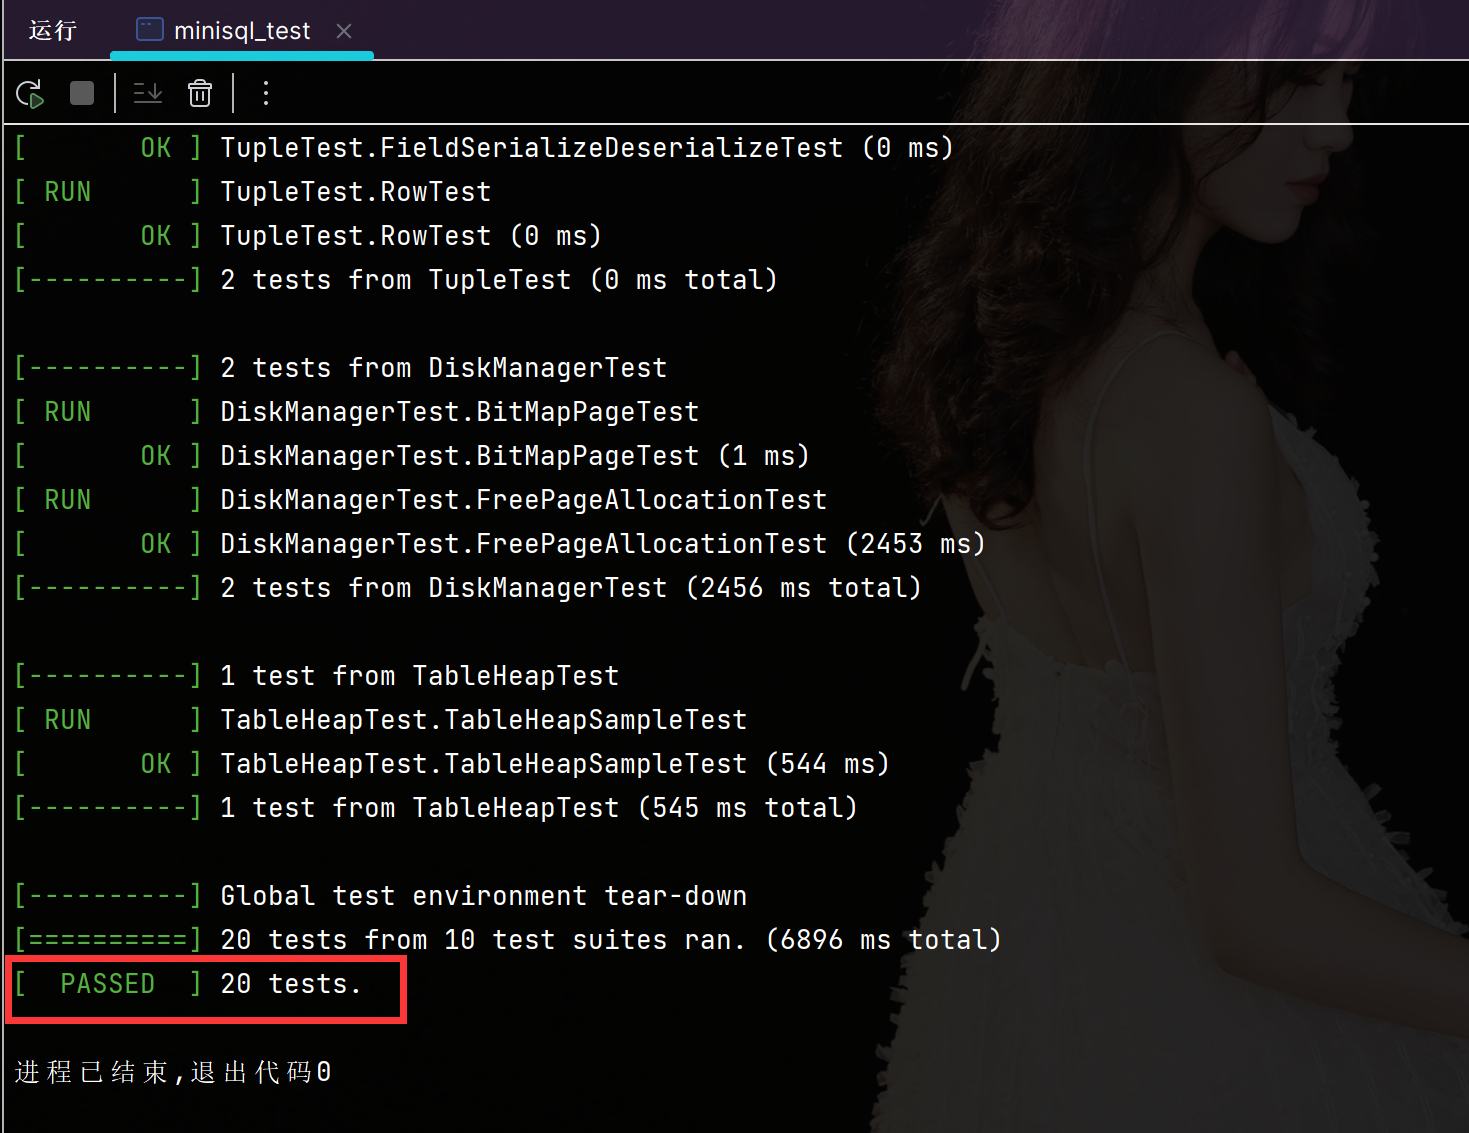 运行 minisql_test
[       OK ] TupleTest.FieldSerializeDeserializeTest (0 ms)
[ RUN      ] TupleTest.RowTest
[       OK ] TupleTest.RowTest (0 ms)
[----------] 2 tests from TupleTest (0 ms total)
[----------] 2 tests from DiskManagerTest
[ RUN      ] DiskManagerTest.BitMapPageTest
[       OK ] DiskManagerTest.BitMapPageTest (1 ms)
[ RUN      ] DiskManagerTest.FreePageAllocationTest
[       OK ] DiskManagerTest.FreePageAllocationTest (2453 ms)
[----------] 2 tests from DiskManagerTest (2456 ms total)
[----------] 1 test from TableHeapTest
[ RUN      ] TableHeapTest.TableHeapSampleTest
[       OK ] TableHeapTest.TableHeapSampleTest (544 ms)
[----------] 1 test from TableHeapTest (545 ms total)
[----------] Global test environment tear-down
[==========] 20 tests from 10 test suites ran. (6896 ms total)
[  PASSED  ] 20 tests.
进程已结束,退出代码0